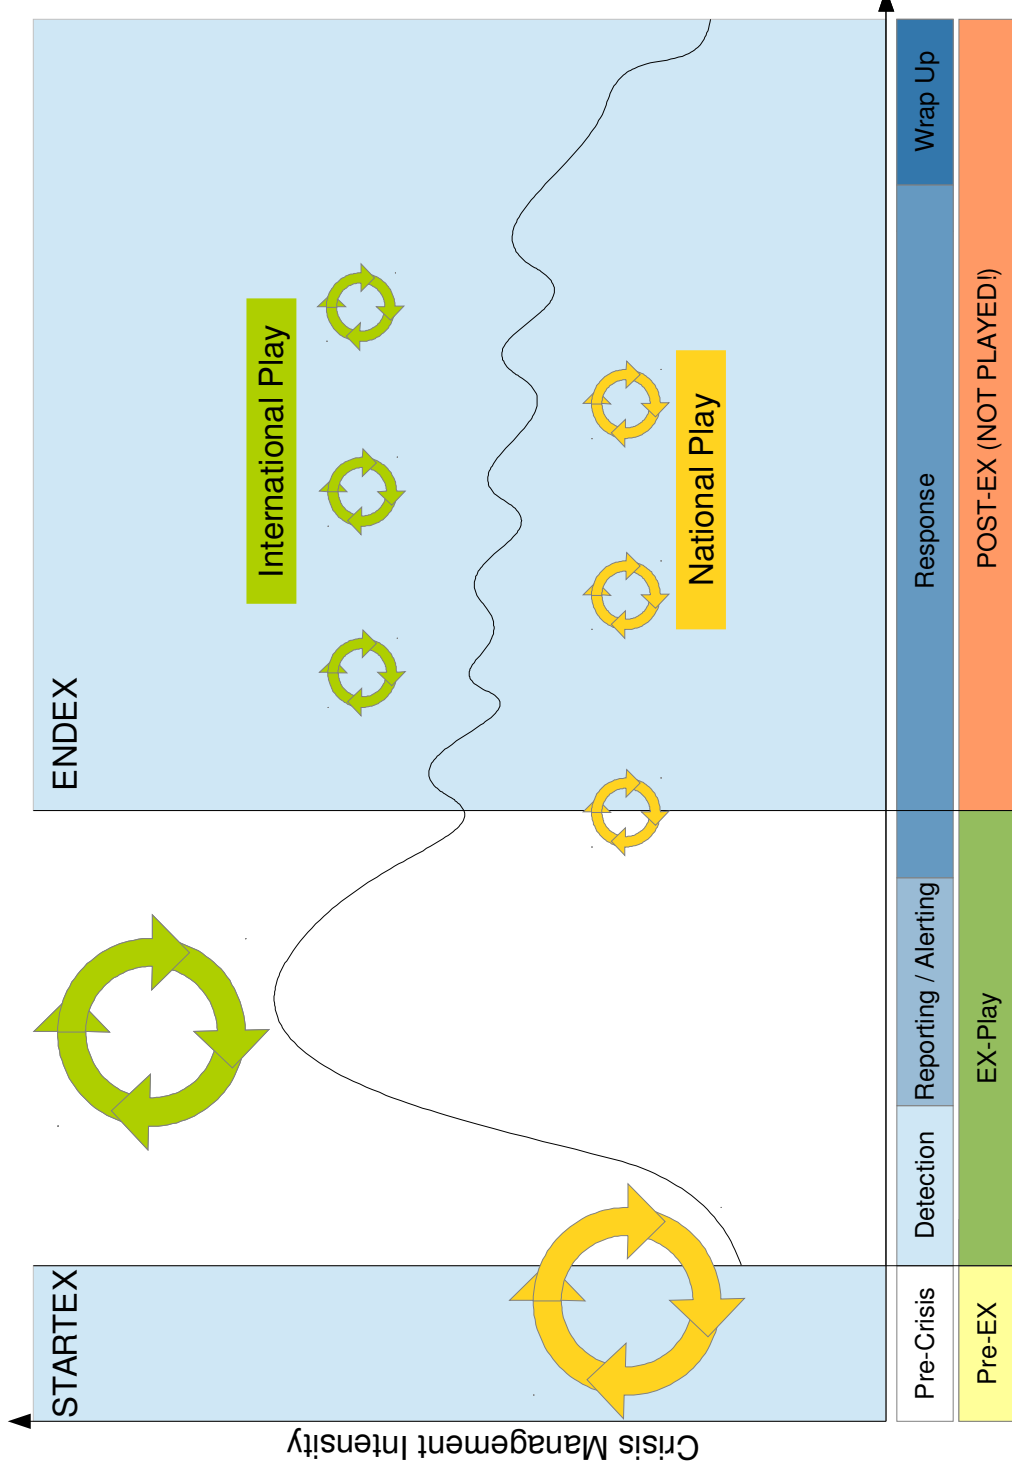 STARTEX
ENDEX
International Play
National Play
Crisis Management Intensity
Pre-Crisis
Detection
Reporting / Alerting
Response
Wrap Up
Pre-EX
EX-Play
POST-EX (NOT PLAYED!)